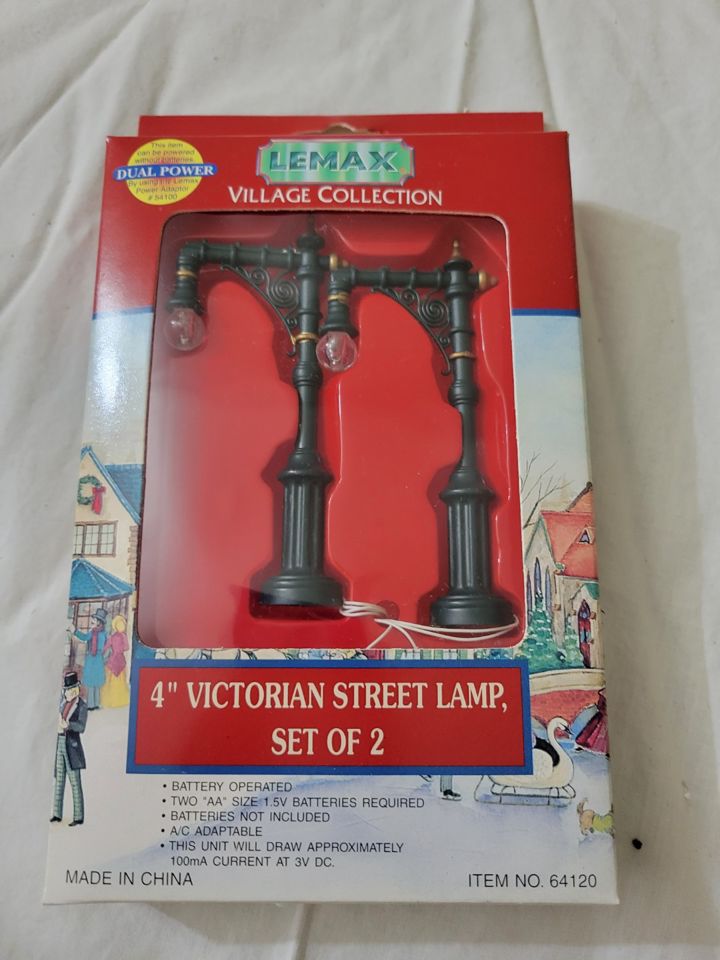 This item
can be powered
without batteries
DUAL POWER
By using the Lemax
Power Adaptor
# 54100
LEMAX
VILLAGE COLLECTION
4" VICTORIAN STREET LAMP,
SET OF 2
• BATTERY OPERATED
• TWO "AA" SIZE 1.5V BATTERIES REQUIRED
• BATTERIES NOT INCLUDED
• A/C ADAPTABLE
• THIS UNIT WILL DRAW APPROXIMATELY
100mA CURRENT AT 3V DC.
MADE IN CHINA
ITEM NO. 64120